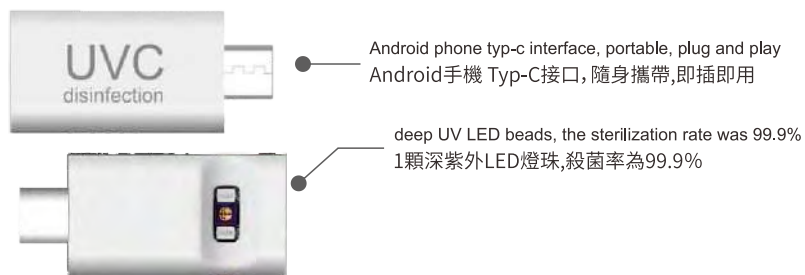 UVC
disinfection
Android phone typ-c interface, portable, plug and play
Android手機 Typ-C接口，隨身攜帶,即插即用
deep UV LED beads, the sterilization rate was 99.9%
1顆深紫外LED燈珠,殺菌率為99.9%